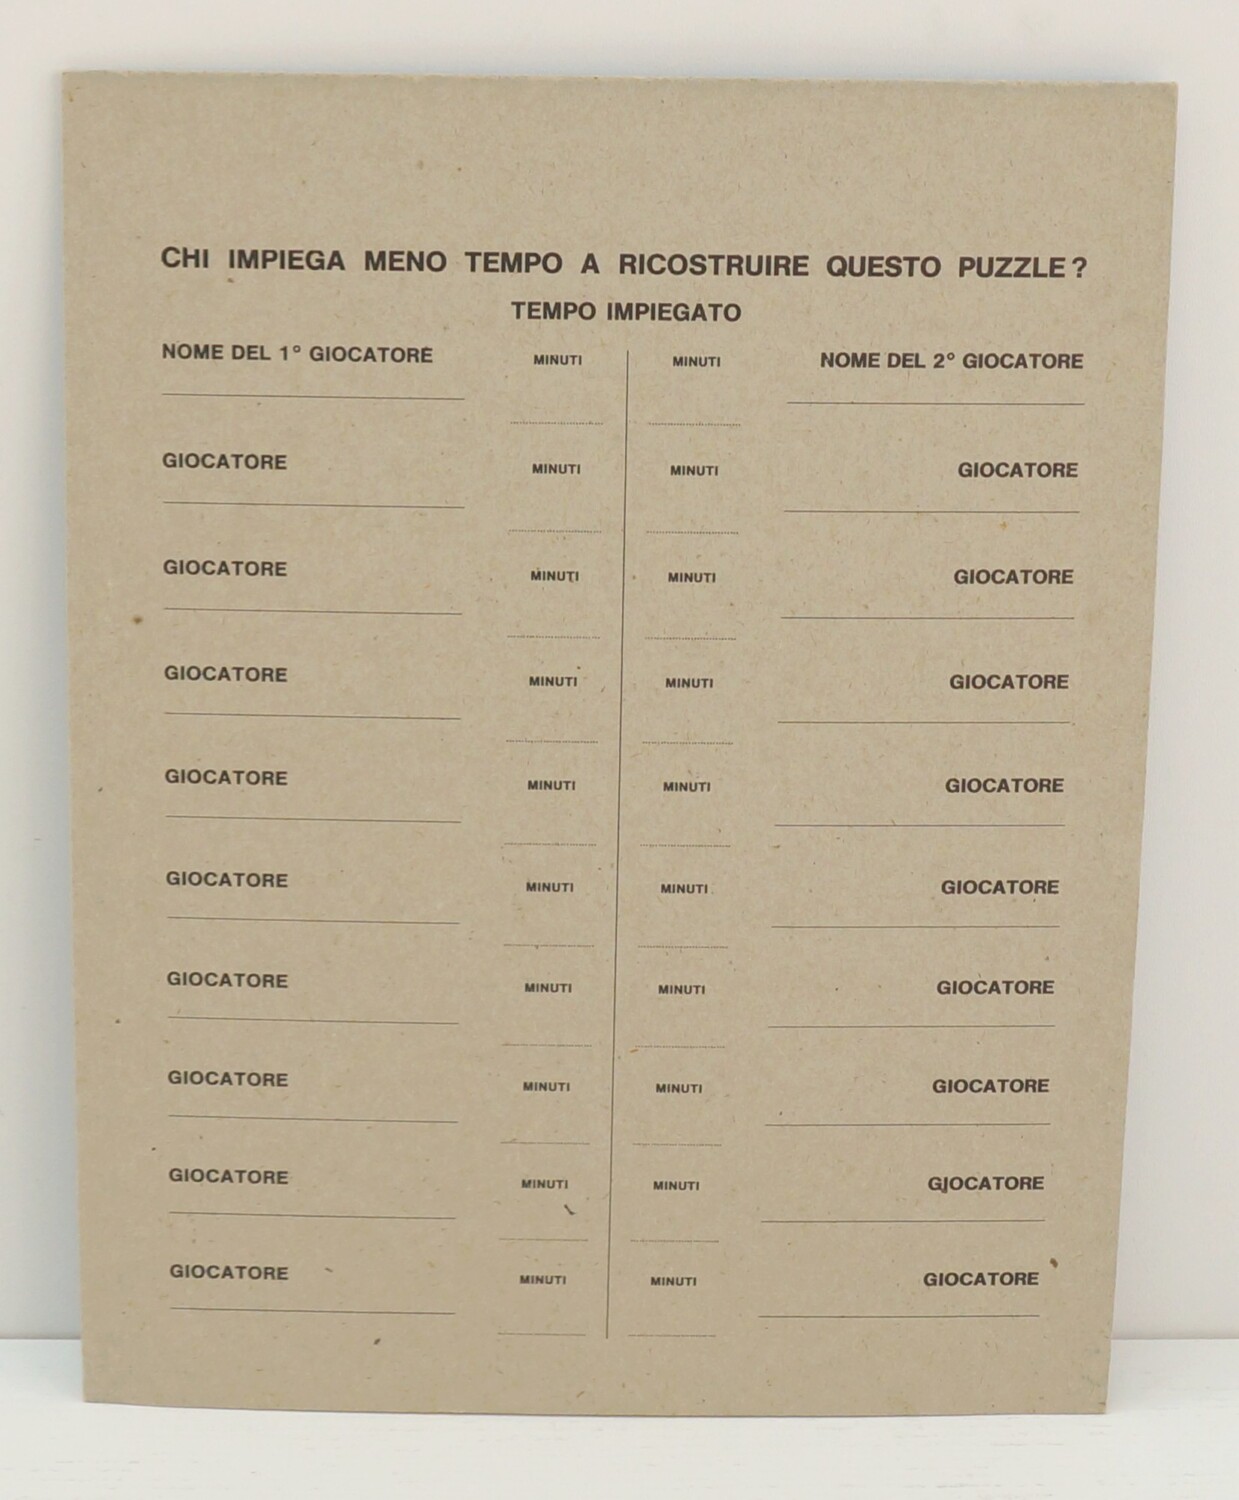 CHI IMPIEGA MENO TEMPO A RICOSTRUIRE QUESTO PUZZLE?
TEMPO IMPIEGATO
NOME DEL 1° GIOCATORE MINUTI MINUTI NOME DEL 2° GIOCATORE
GIOCATORE MINUTI MINUTI GIOCATORE
GIOCATORE MINUTI MINUTI GIOCATORE
GIOCATORE MINUTI MINUTI GIOCATORE
GIOCATORE MINUTI MINUTI GIOCATORE
GIOCATORE MINUTI MINUTI GIOCATORE
GIOCATORE MINUTI MINUTI GIOCATORE
GIOCATORE MINUTI MINUTI GIOCATORE
GIOCATORE MINUTI MINUTI GIOCATORE
GIOCATORE MINUTI MINUTI GIOCATORE